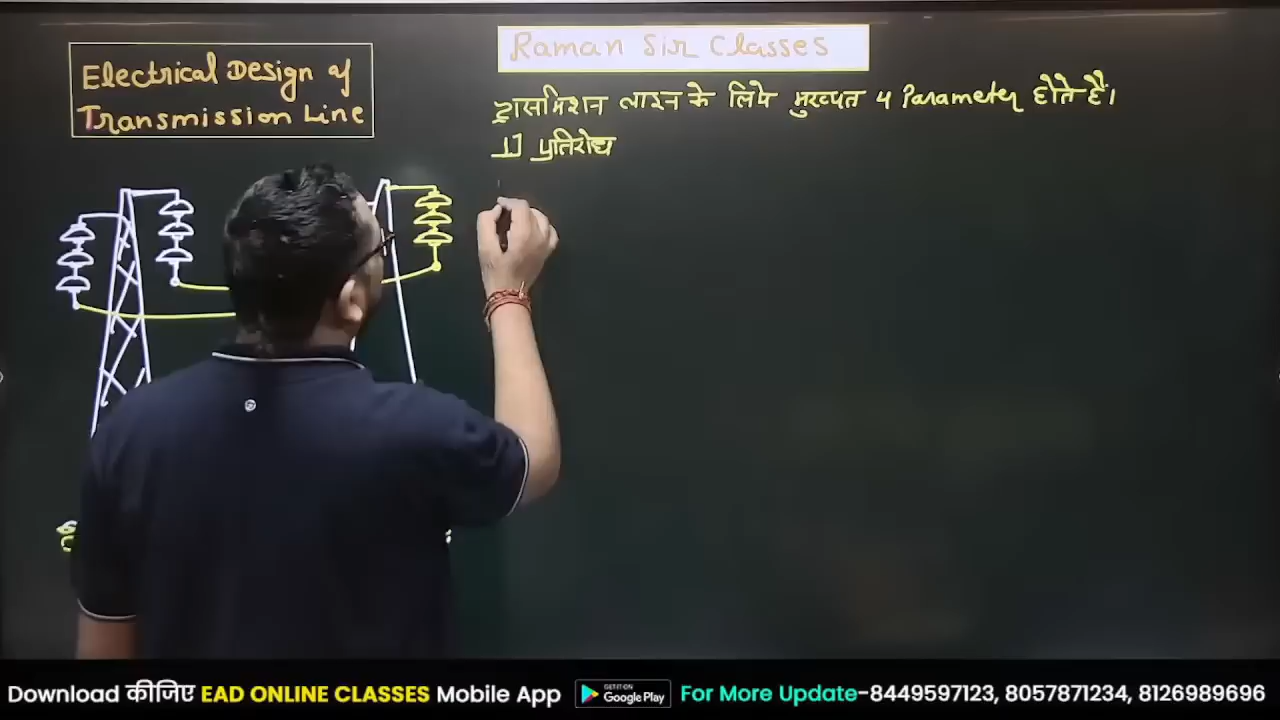 Electrical Design of
Transmission Line
Raman Sir Classes
ट्रांसमिशन लाइन के लिये मुख्यत 4 Parameter होते हैं।
1] प्रतिरोध
Download कीजिए EAD ONLINE CLASSES Mobile App
GET IT ON
Google Play
For More Update-8449597123, 8057871234, 8126989696